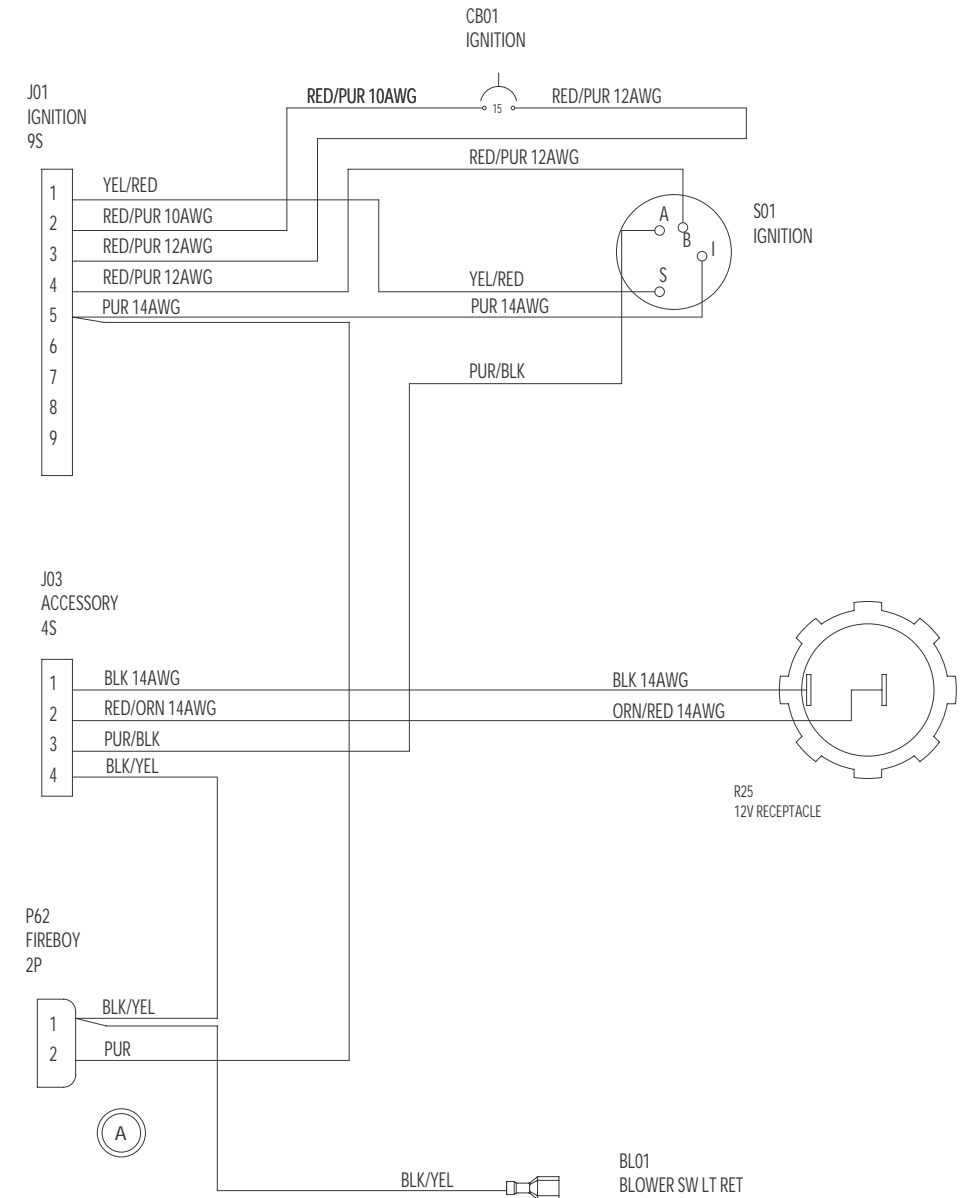 CB01
IGNITION
J01
IGNITION
9S
RED/PUR 10AWG
15
RED/PUR 12AWG
RED/PUR 12AWG
1
YEL/RED
2
RED/PUR 10AWG
3
RED/PUR 12AWG
4
RED/PUR 12AWG
5
PUR 14AWG
6
7
8
9
A
B
I
S
S01
IGNITION
YEL/RED
PUR 14AWG
PUR/BLK
J03
ACCESSORY
4S
1
BLK 14AWG
2
RED/ORN 14AWG
3
PUR/BLK
4
BLK/YEL
BLK 14AWG
ORN/RED 14AWG
R25
12V RECEPTACLE
P62
FIREBOY
2P
1
BLK/YEL
2
PUR
A
BLK/YEL
BL01
BLOWER SW LT RET